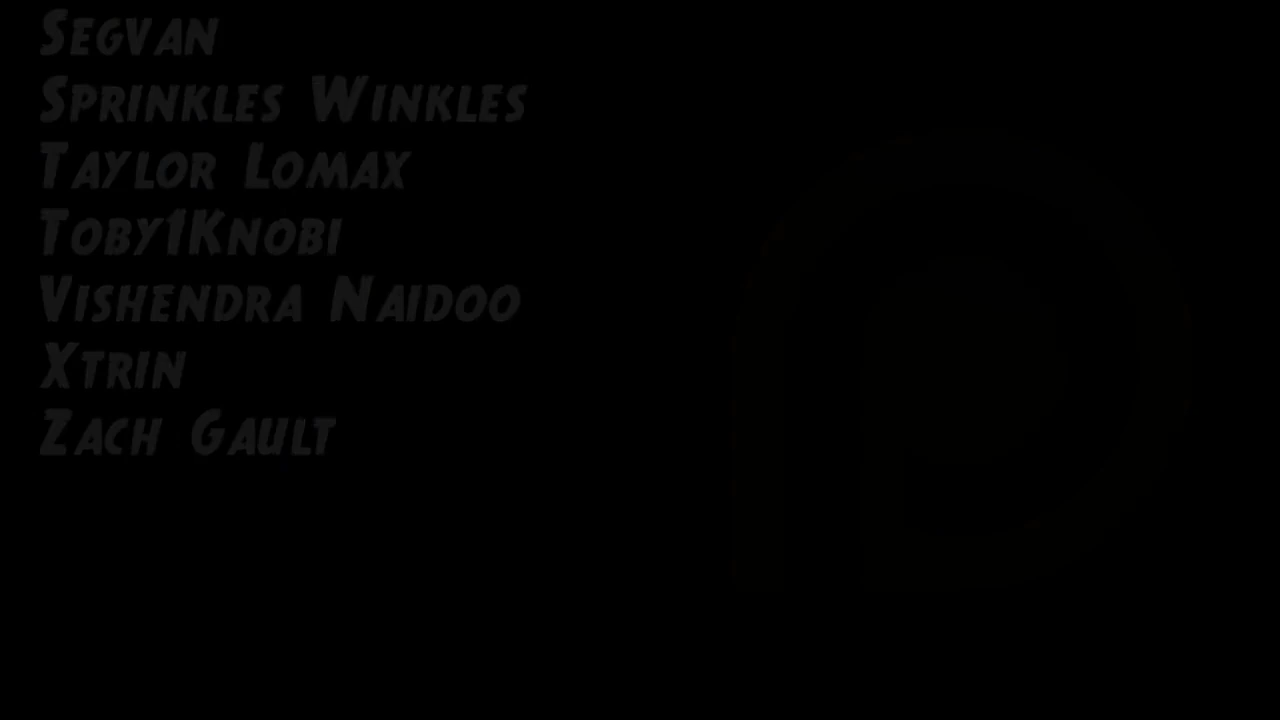 Segvan
Sprinkles Winkles
Taylor Lomax
Toby1Knobi
Vishendra Naidoo
Xtrin
Zach Gault